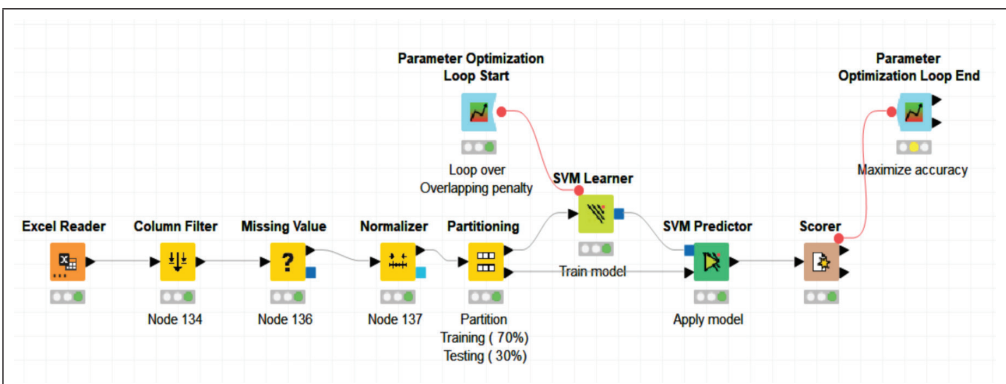 Parameter Optimization
Loop Start
Parameter
Optimization Loop End
Loop over
Overlapping penalty
SVM Learner
Maximize accuracy
Excel Reader
Column Filter
Missing Value
Normalizer
Partitioning
SVM Predictor
Scorer
Train model
Node 134
Node 136
Node 137
Partition
Training ( 70%)
Testing ( 30%)
Apply model